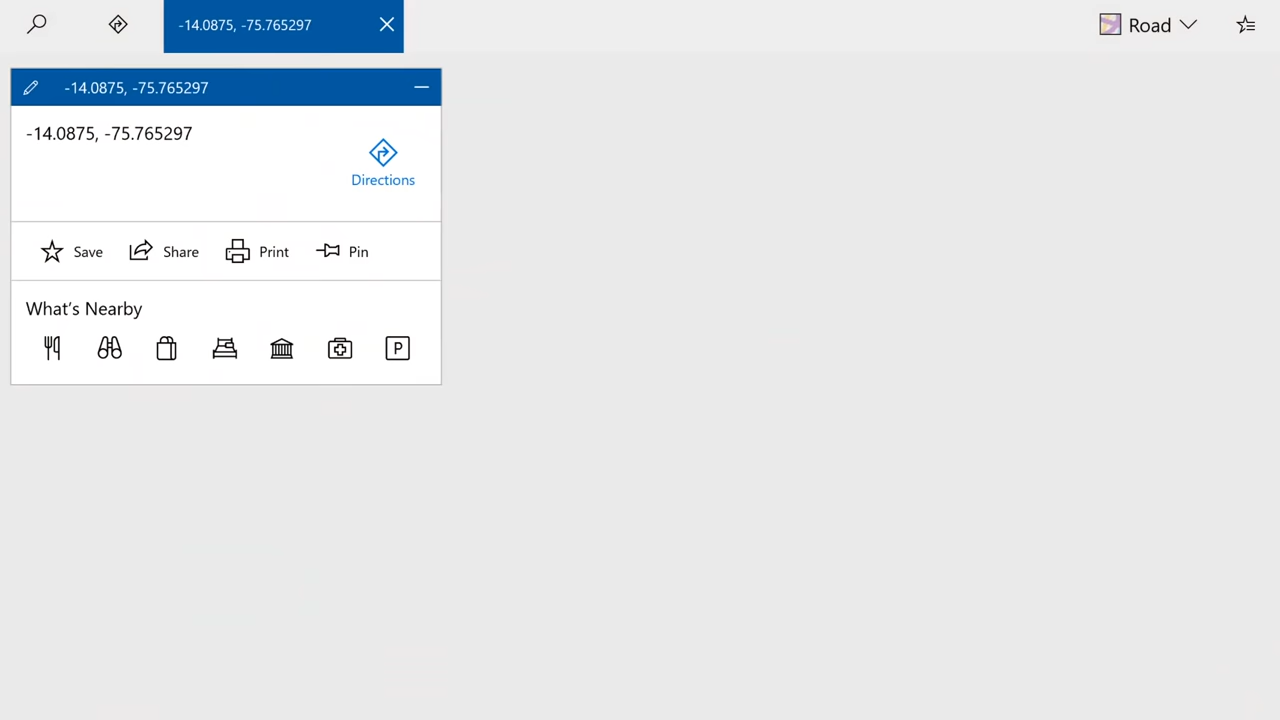 -14.0875, -75.765297
Road
-14.0875, -75.765297
-14.0875, -75.765297
Directions
Save Share Print Pin
What's Nearby
P